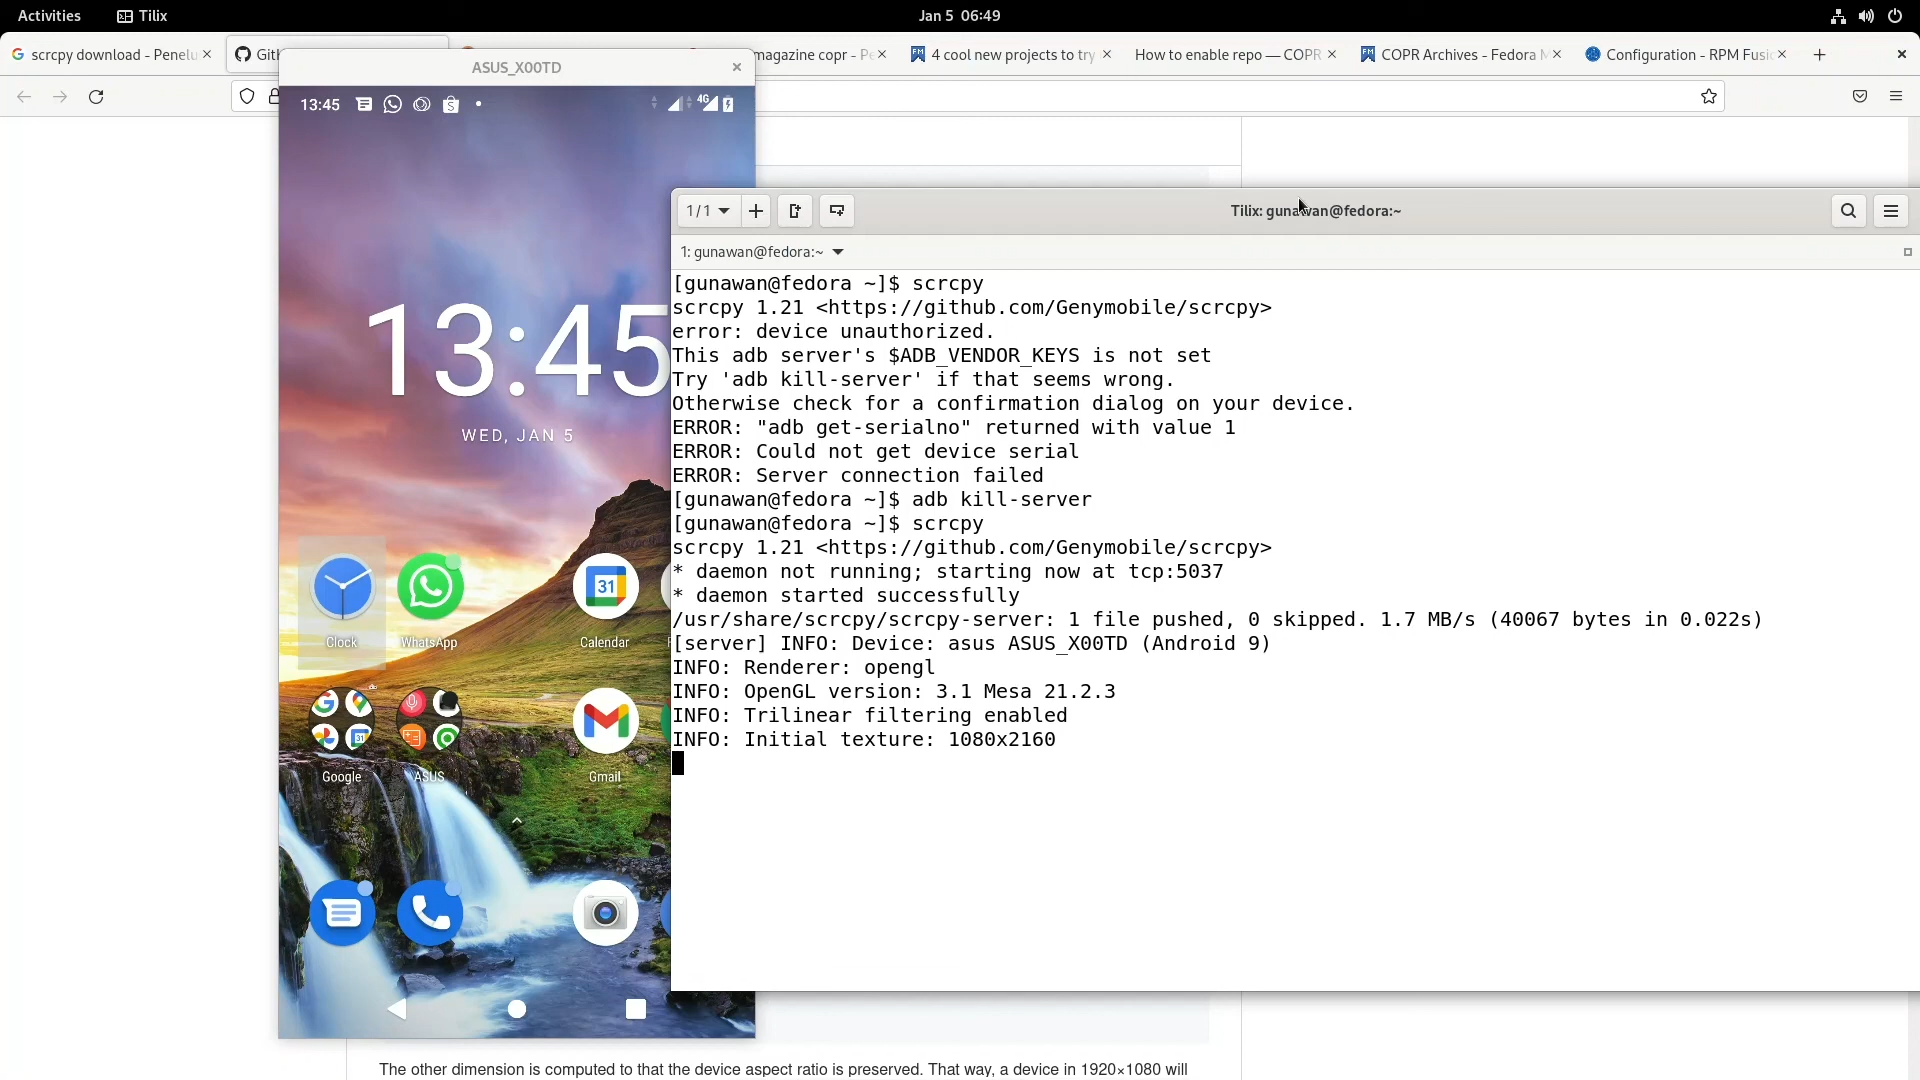 Activities
Tilix
Jan 5 06:49
scrcpy download - Penelu
GitH
magazine copr - Pe
4 cool new projects to try
How to enable repo — COPR
COPR Archives - Fedora M
Configuration - RPM Fusio
ASUS_X00TD
13:45
4G
13:45
WED, JAN 5
Clock
WhatsApp
31
Calendar
Google
ASUS
Gmail
1/1
Tilix: gunawan@fedora:~
1: gunawan@fedora:~
[gunawan@fedora ~]$ scrcpy
scrcpy 1.21 <https://github.com/Genymobile/scrcpy>
error: device unauthorized.
This adb server's $ADB_VENDOR_KEYS is not set
Try 'adb kill-server' if that seems wrong.
Otherwise check for a confirmation dialog on your device.
ERROR: "adb get-serialno" returned with value 1
ERROR: Could not get device serial
ERROR: Server connection failed
[gunawan@fedora ~]$ adb kill-server
[gunawan@fedora ~]$ scrcpy
scrcpy 1.21 <https://github.com/Genymobile/scrcpy>
* daemon not running; starting now at tcp:5037
* daemon started successfully
/usr/share/scrcpy/scrcpy-server: 1 file pushed, 0 skipped. 1.7 MB/s (40067 bytes in 0.022s)
[server] INFO: Device: asus ASUS_X00TD (Android 9)
INFO: Renderer: opengl
INFO: OpenGL version: 3.1 Mesa 21.2.3
INFO: Trilinear filtering enabled
INFO: Initial texture: 1080x2160
The other dimension is computed to that the device aspect ratio is preserved. That way, a device in 1920×1080 will